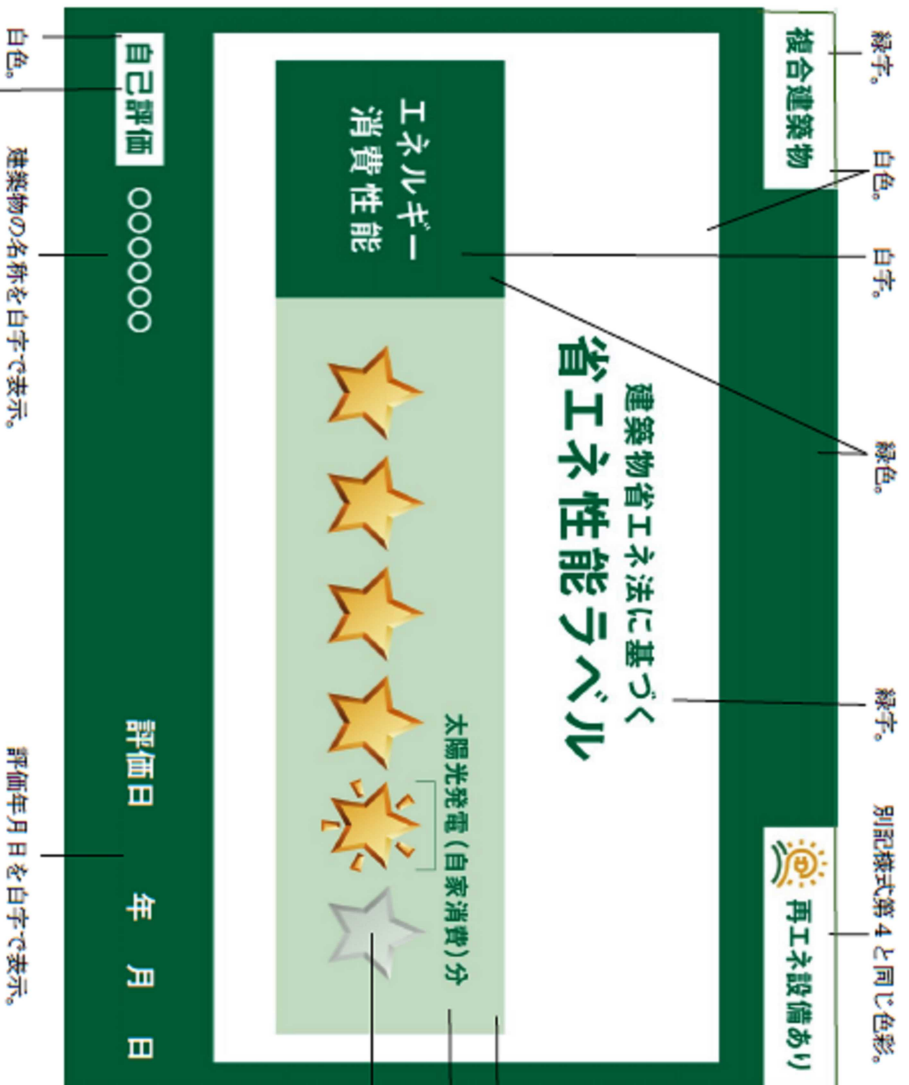 緑字。
白色。
白字。
緑色。
緑字。
別記様式第4と同じ色彩。
複合建築物
再エネ設備あり
建築物省エネ法に基づく
省エネ性能ラベル
エネルギー
消費性能
太陽光発電(自家消費)分
自己評価 ○○○○○○
評価日 年 月 日
白色。
建築物の名称を白字で表示。
評価年月日を白字で表示。